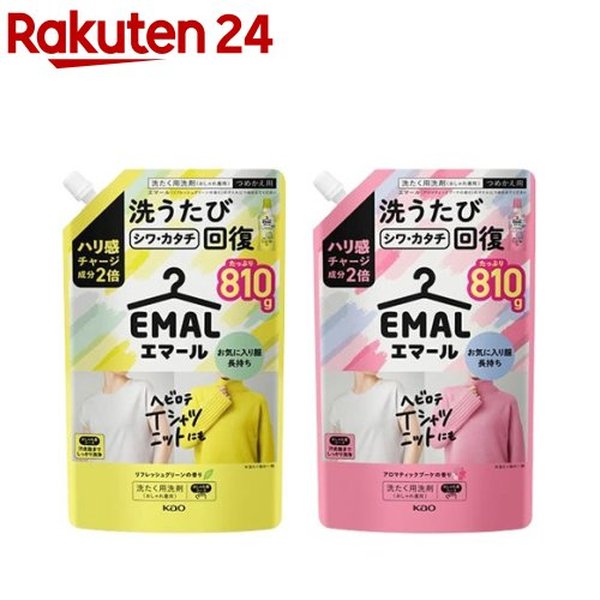 Rakuten 24
洗たく用洗剤(おしゃれ着用) つめかえ用
洗うたび
シワ・カタチ 回復
ハリ感
チャージ
成分2倍
たっぷり
810g
EMAL
エマール
お気に入り服
長持ち
ヘビロテ
Tシャツ
ニットにも
リフレッシュグリーンの香り
洗たく用洗剤
(おしゃれ着用)
Kao
洗たく用洗剤(おしゃれ着用) つめかえ用
洗うたび
シワ・カタチ 回復
ハリ感
チャージ
成分2倍
たっぷり
810g
EMAL
エマール
お気に入り服
長持ち
ヘビロテ
Tシャツ
ニットにも
アロマティックブーケの香り
洗たく用洗剤
(おしゃれ着用)
Kao